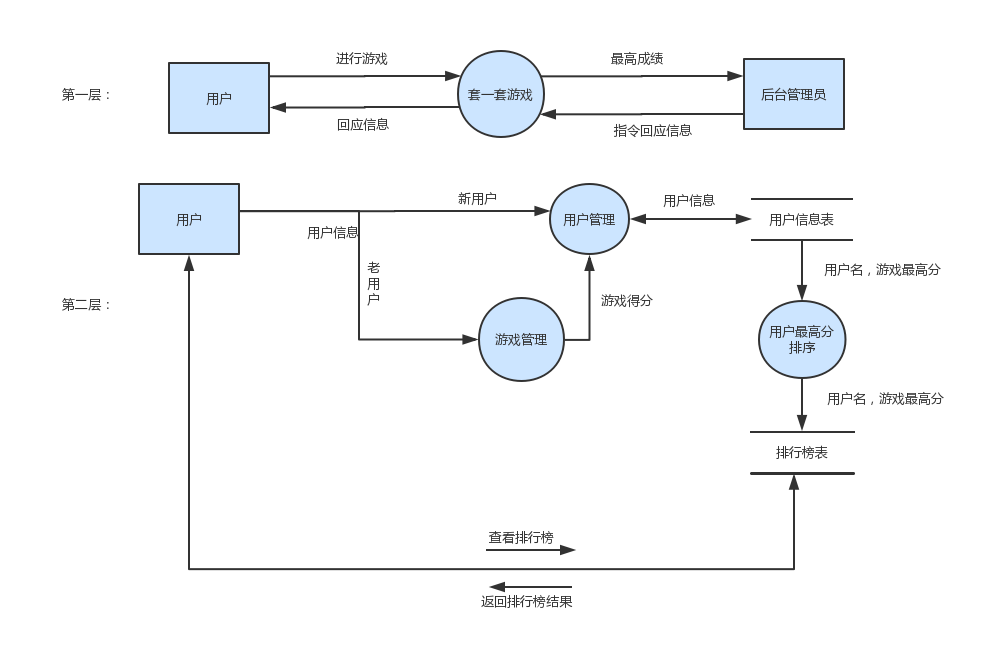 进行游戏
最高成绩
第一层：
用户
套一套游戏
后台管理员
回应信息
指令回应信息
用户
新用户
用户管理
用户信息
用户信息表
用户信息
老
用
户
用户名，游戏最高分
第二层：
游戏得分
游戏管理
用户最高分
排序
用户名，游戏最高分
排行榜表
查看排行榜
返回排行榜结果